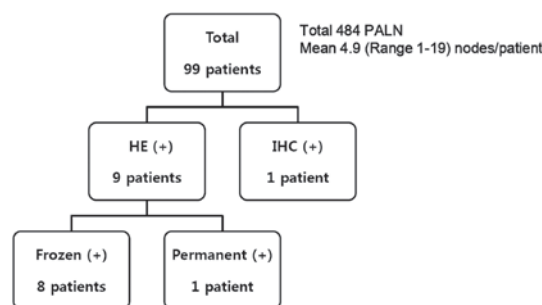 Total
99 patients
Total 484 PALN
Mean 4.9 (Range 1-19) nodes/patient
HE (+)
9 patients
IHC (+)
1 patient
Frozen (+)
8 patients
Permanent (+)
1 patient